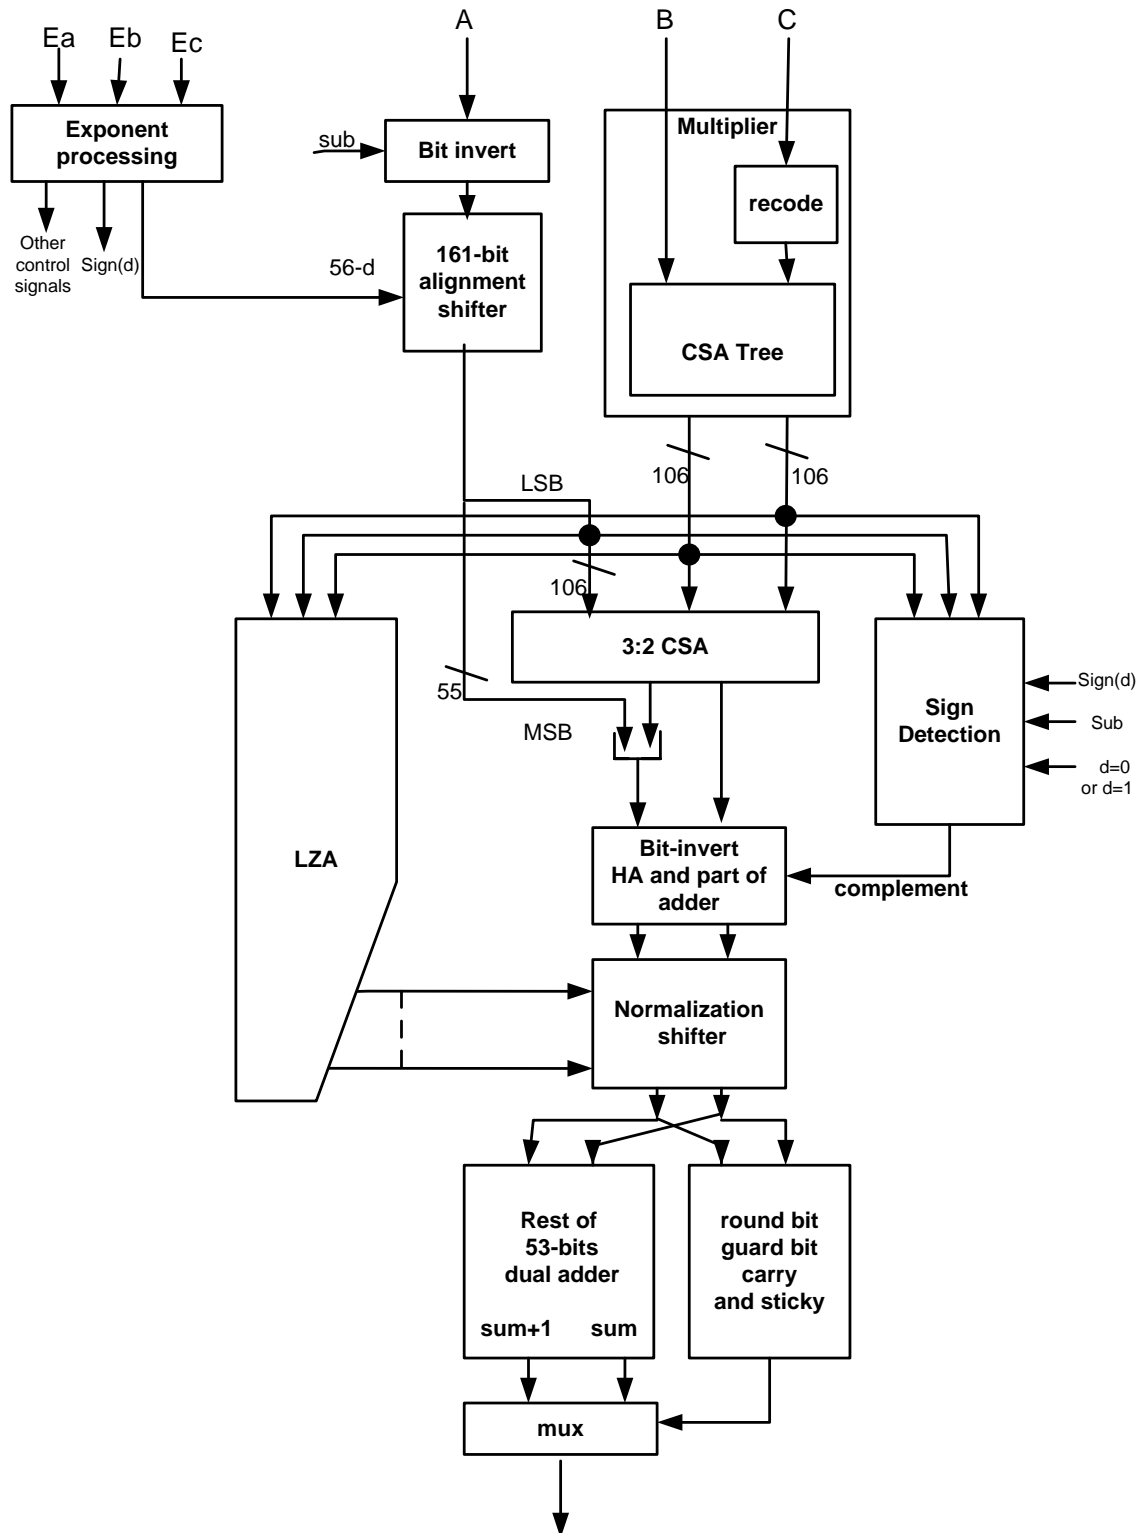 A
B
C
Ea
Eb
Ec
Exponent
processing
sub
Bit invert
Multiplier
recode
Other
control
signals
Sign(d)
56-d
161-bit
alignment
shifter
CSA Tree
LSB
106
106
106
3:2 CSA
55
MSB
Sign
Detection
Sign(d)
Sub
d=0
or d=1
LZA
Bit-invert
HA and part of
adder
complement
Normalization
shifter
Rest of
53-bits
dual adder
sum+1
sum
round bit
guard bit
carry
and sticky
mux